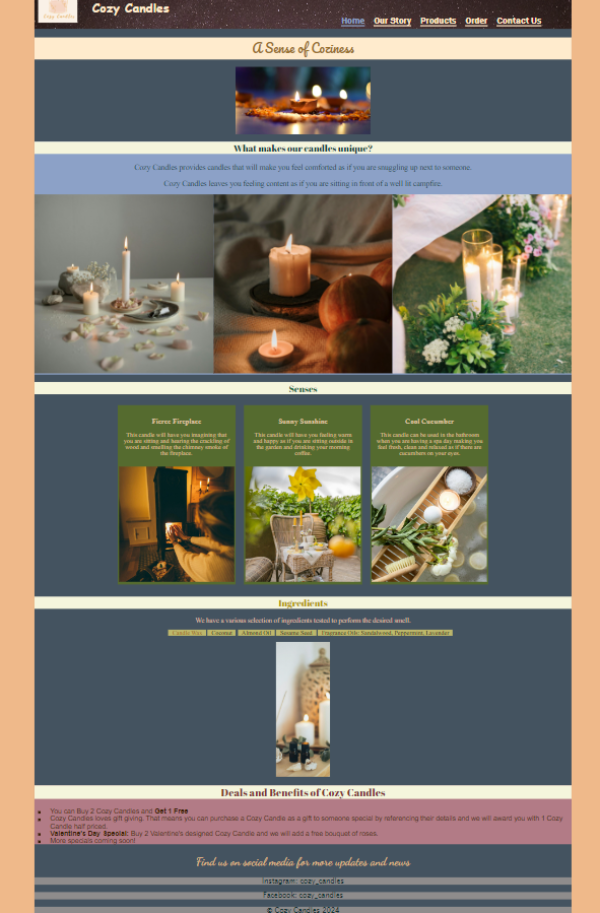 Cozy Candles
Home Our Story Products Order Contact Us
A Sense of Coziness
What makes our candles unique?
Cozy Candles provides candles that will make you feel comforted as if you are snuggling up next to someone.
Cozy Candles leaves you feeling content as if you are sitting in front of a well lit campfire.
Senses
Fierce Fireplace
This candle will have you imagining that
you are sitting and hearing the crackling of
wood and smelling the chimney smoke of
the fireplace.
Sunny Sunshine
This candle will have you feeling warm
and happy as if you are sitting outside in
the garden and drinking your morning
coffee.
Cool Cucumber
This candle can be used in the bathroom
when you are having a spa day making you
feel fresh, clean and relaxed as if there are
cucumbers on your eyes.
Ingredients
We have a various selection of ingredients tested to perform the desired smell.
Candle Wax Coconut Almond Oil Sesame Seed Fragrance Oils: Sandalwood, Peppermint, Lavender
Deals and Benefits of Cozy Candles
You can Buy 2 Cozy Candles and Get 1 Free
Cozy Candles loves gift giving. That means you can purchase a Cozy Candle as a gift to someone special by referencing their details and we will award you with 1 Cozy
Candle half priced.
Valentine's Day Special: Buy 2 Valentine's designed Cozy Candle and we will add a free bouquet of roses.
More specials coming soon!
Find us on social media for more updates and news
Instagram: cozy_candles
Facebook: cozy_candles
© Cozy Candles 2024